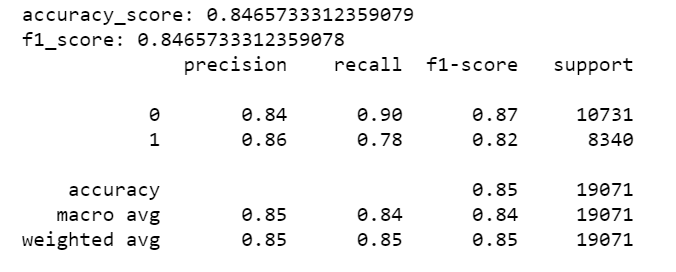 accuracy_score: 0.8465733312359079
f1_score: 0.8465733312359078
precision recall f1-score support
0 0.84 0.90 0.87 10731
1 0.86 0.78 0.82 8340
accuracy 0.85 19071
macro avg 0.85 0.84 0.84 19071
weighted avg 0.85 0.85 0.85 19071